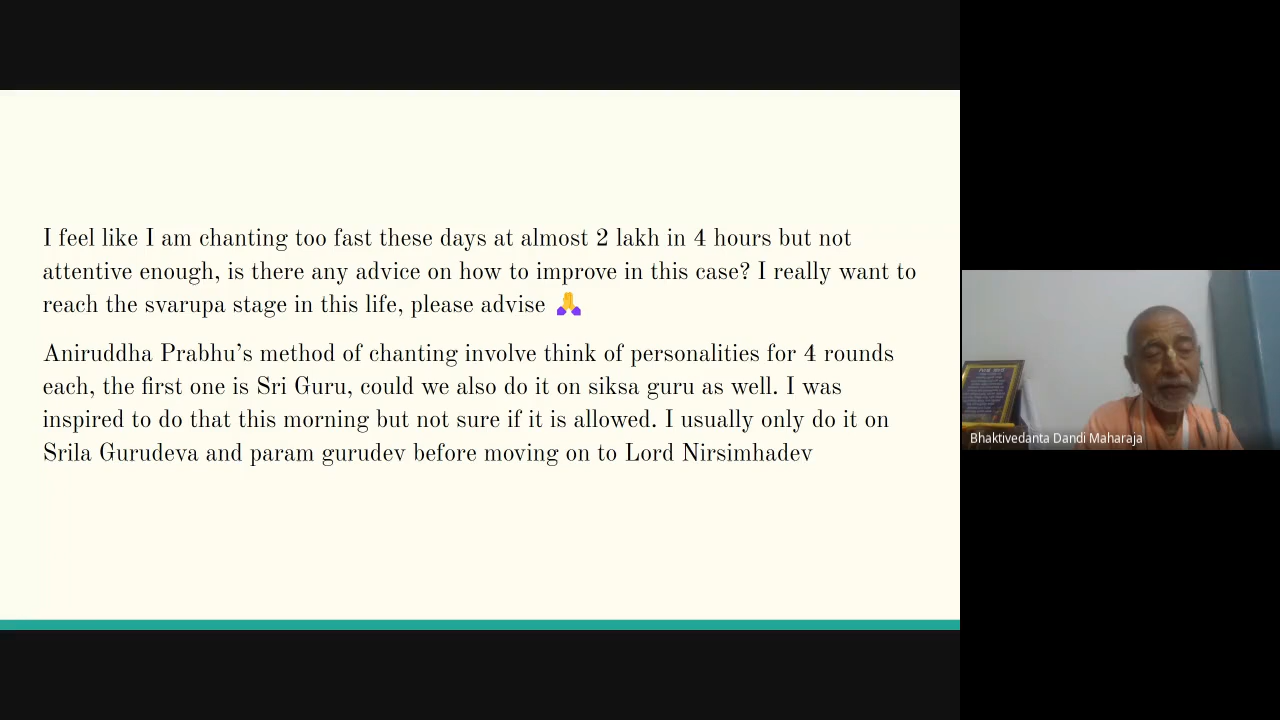 I feel like I am chanting too fast these days at almost 2 lakh in 4 hours but not
attentive enough, is there any advice on how to improve in this case? I really want to
reach the svarupa stage in this life, please advise 🙏
Aniruddha Prabhu’s method of chanting involve think of personalities for 4 rounds
each, the first one is Sri Guru, could we also do it on siksa guru as well. I was
inspired to do that this morning but not sure if it is allowed. I usually only do it on
Srila Gurudeva and param gurudev before moving on to Lord Nirsimhadev
Bhaktivedanta Dandi Maharaja